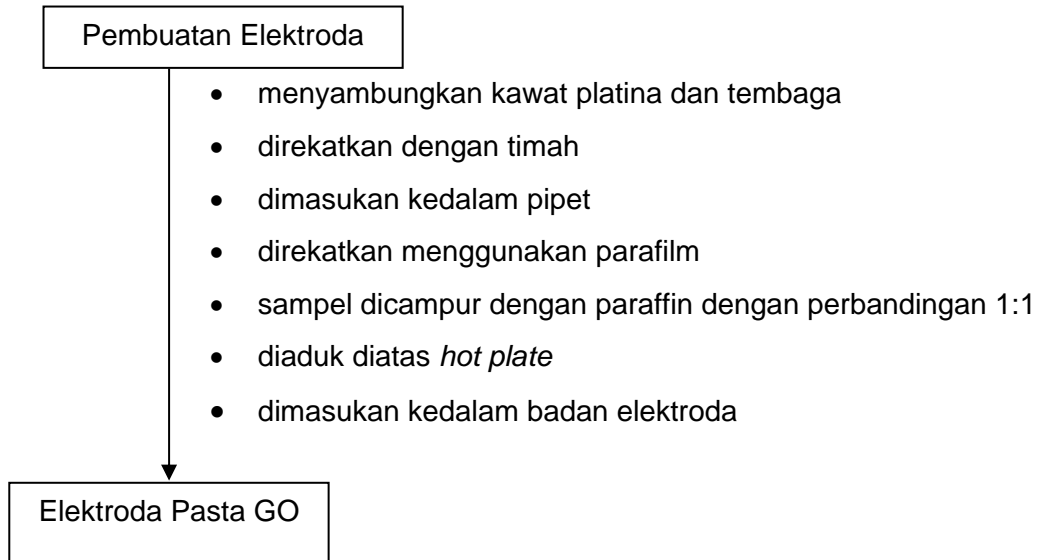 Pembuatan Elektroda
• menyambungkan kawat platina dan tembaga
• direkatkan dengan timah
• dimasukan kedalam pipet
• direkatkan menggunakan parafilm
• sampel dicampur dengan paraffin dengan perbandingan 1:1
• diaduk diatas hot plate
• dimasukan kedalam badan elektroda
Elektroda Pasta GO